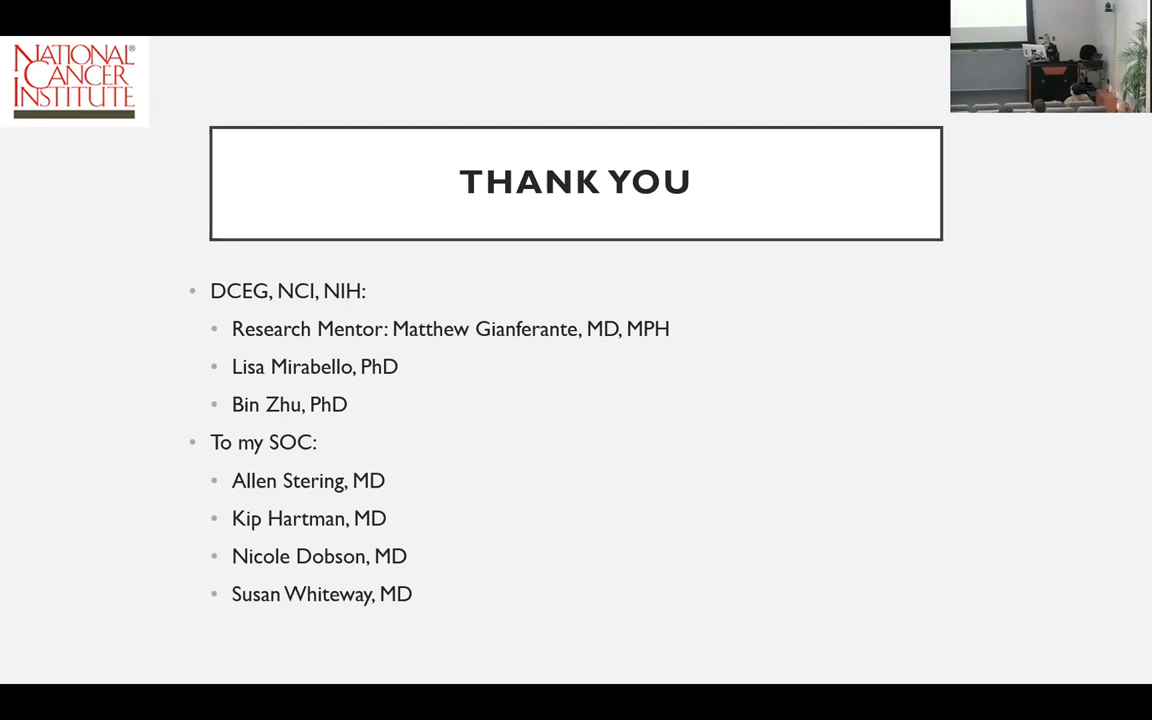 NATIONAL®
CANCER
INSTITUTE
THANK YOU
DCEG, NCI, NIH:
Research Mentor: Matthew Gianferante, MD, MPH
Lisa Mirabello, PhD
Bin Zhu, PhD
To my SOC:
Allen Stering, MD
Kip Hartman, MD
Nicole Dobson, MD
Susan Whiteway, MD